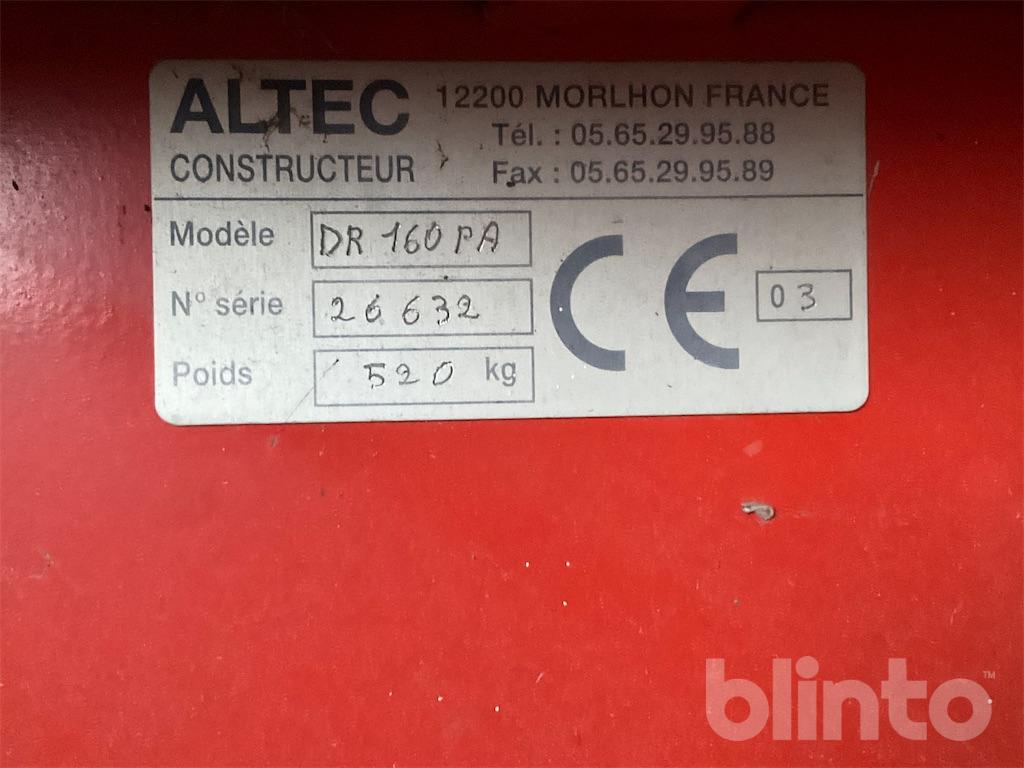 ALTEC 12200 MORLHON FRANCE
Tél. : 05.65.29.95.88
CONSTRUCTEUR Fax : 05.65.29.95.89
Modèle DR 160 PA
CE
N° série 26632 03
Poids 520 kg
blinto™